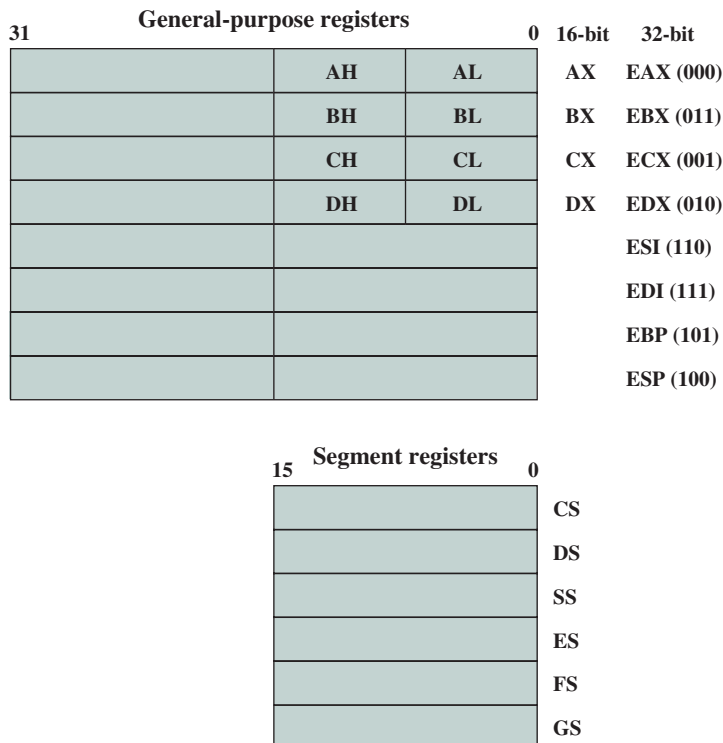 General-purpose registers
31 0 16-bit 32-bit
AH AL AX EAX (000)
BH BL BX EBX (011)
CH CL CX ECX (001)
DH DL DX EDX (010)
ESI (110)
EDI (111)
EBP (101)
ESP (100)
Segment registers
15 0
CS
DS
SS
ES
FS
GS